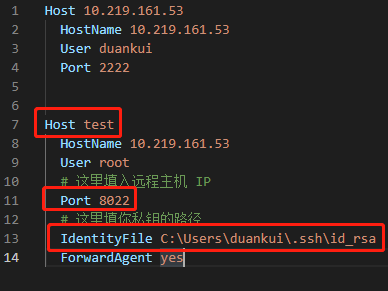 1 Host 10.219.161.53
2 HostName 10.219.161.53
3 User duankui
4 Port 2222
5
6
7 Host test
8 HostName 10.219.161.53
9 User root
10 # 这里填入远程主机 IP
11 Port 8022
12 # 这里填你私钥的路径
13 IdentityFile C:\Users\duankui\.ssh\id_rsa
14 ForwardAgent yes